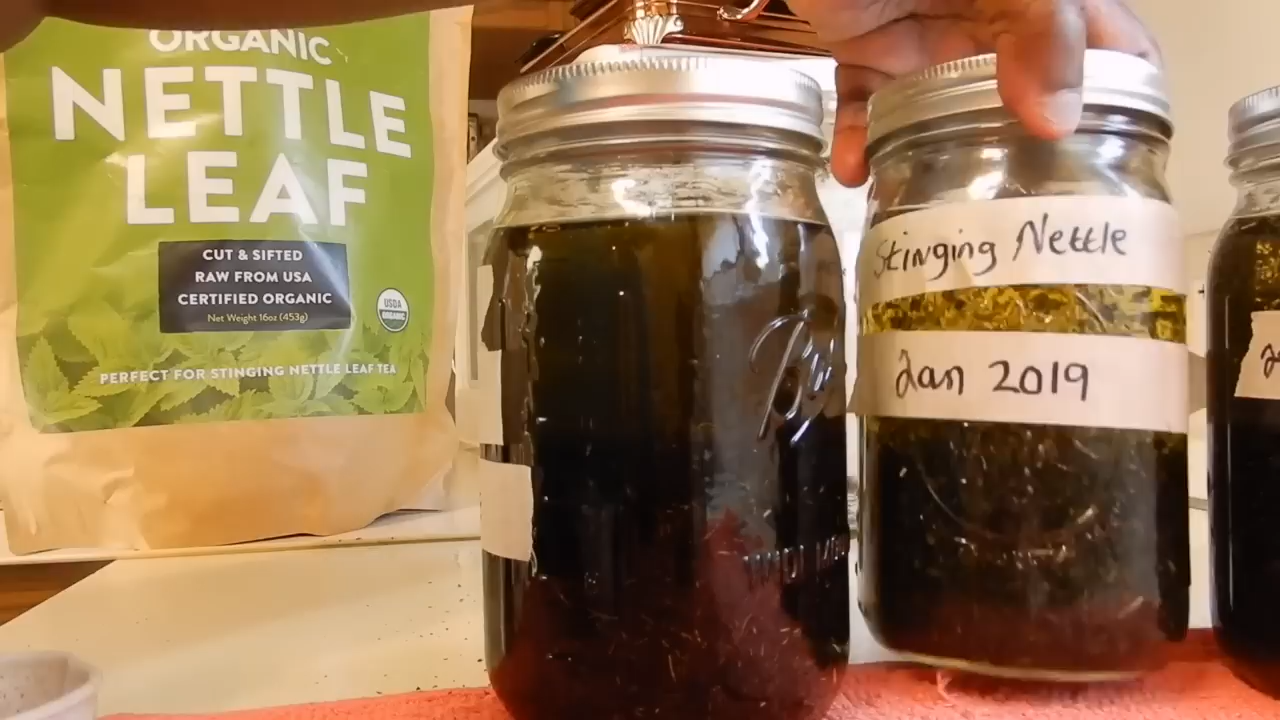 ORGANIC
NETTLE
LEAF
CUT & SIFTED
RAW FROM USA
CERTIFIED ORGANIC
Net Weight 16oz (453g)
USDA
ORGANIC
PERFECT FOR STINGING NETTLE LEAF TEA
Stinging Nettle
Jan 2019